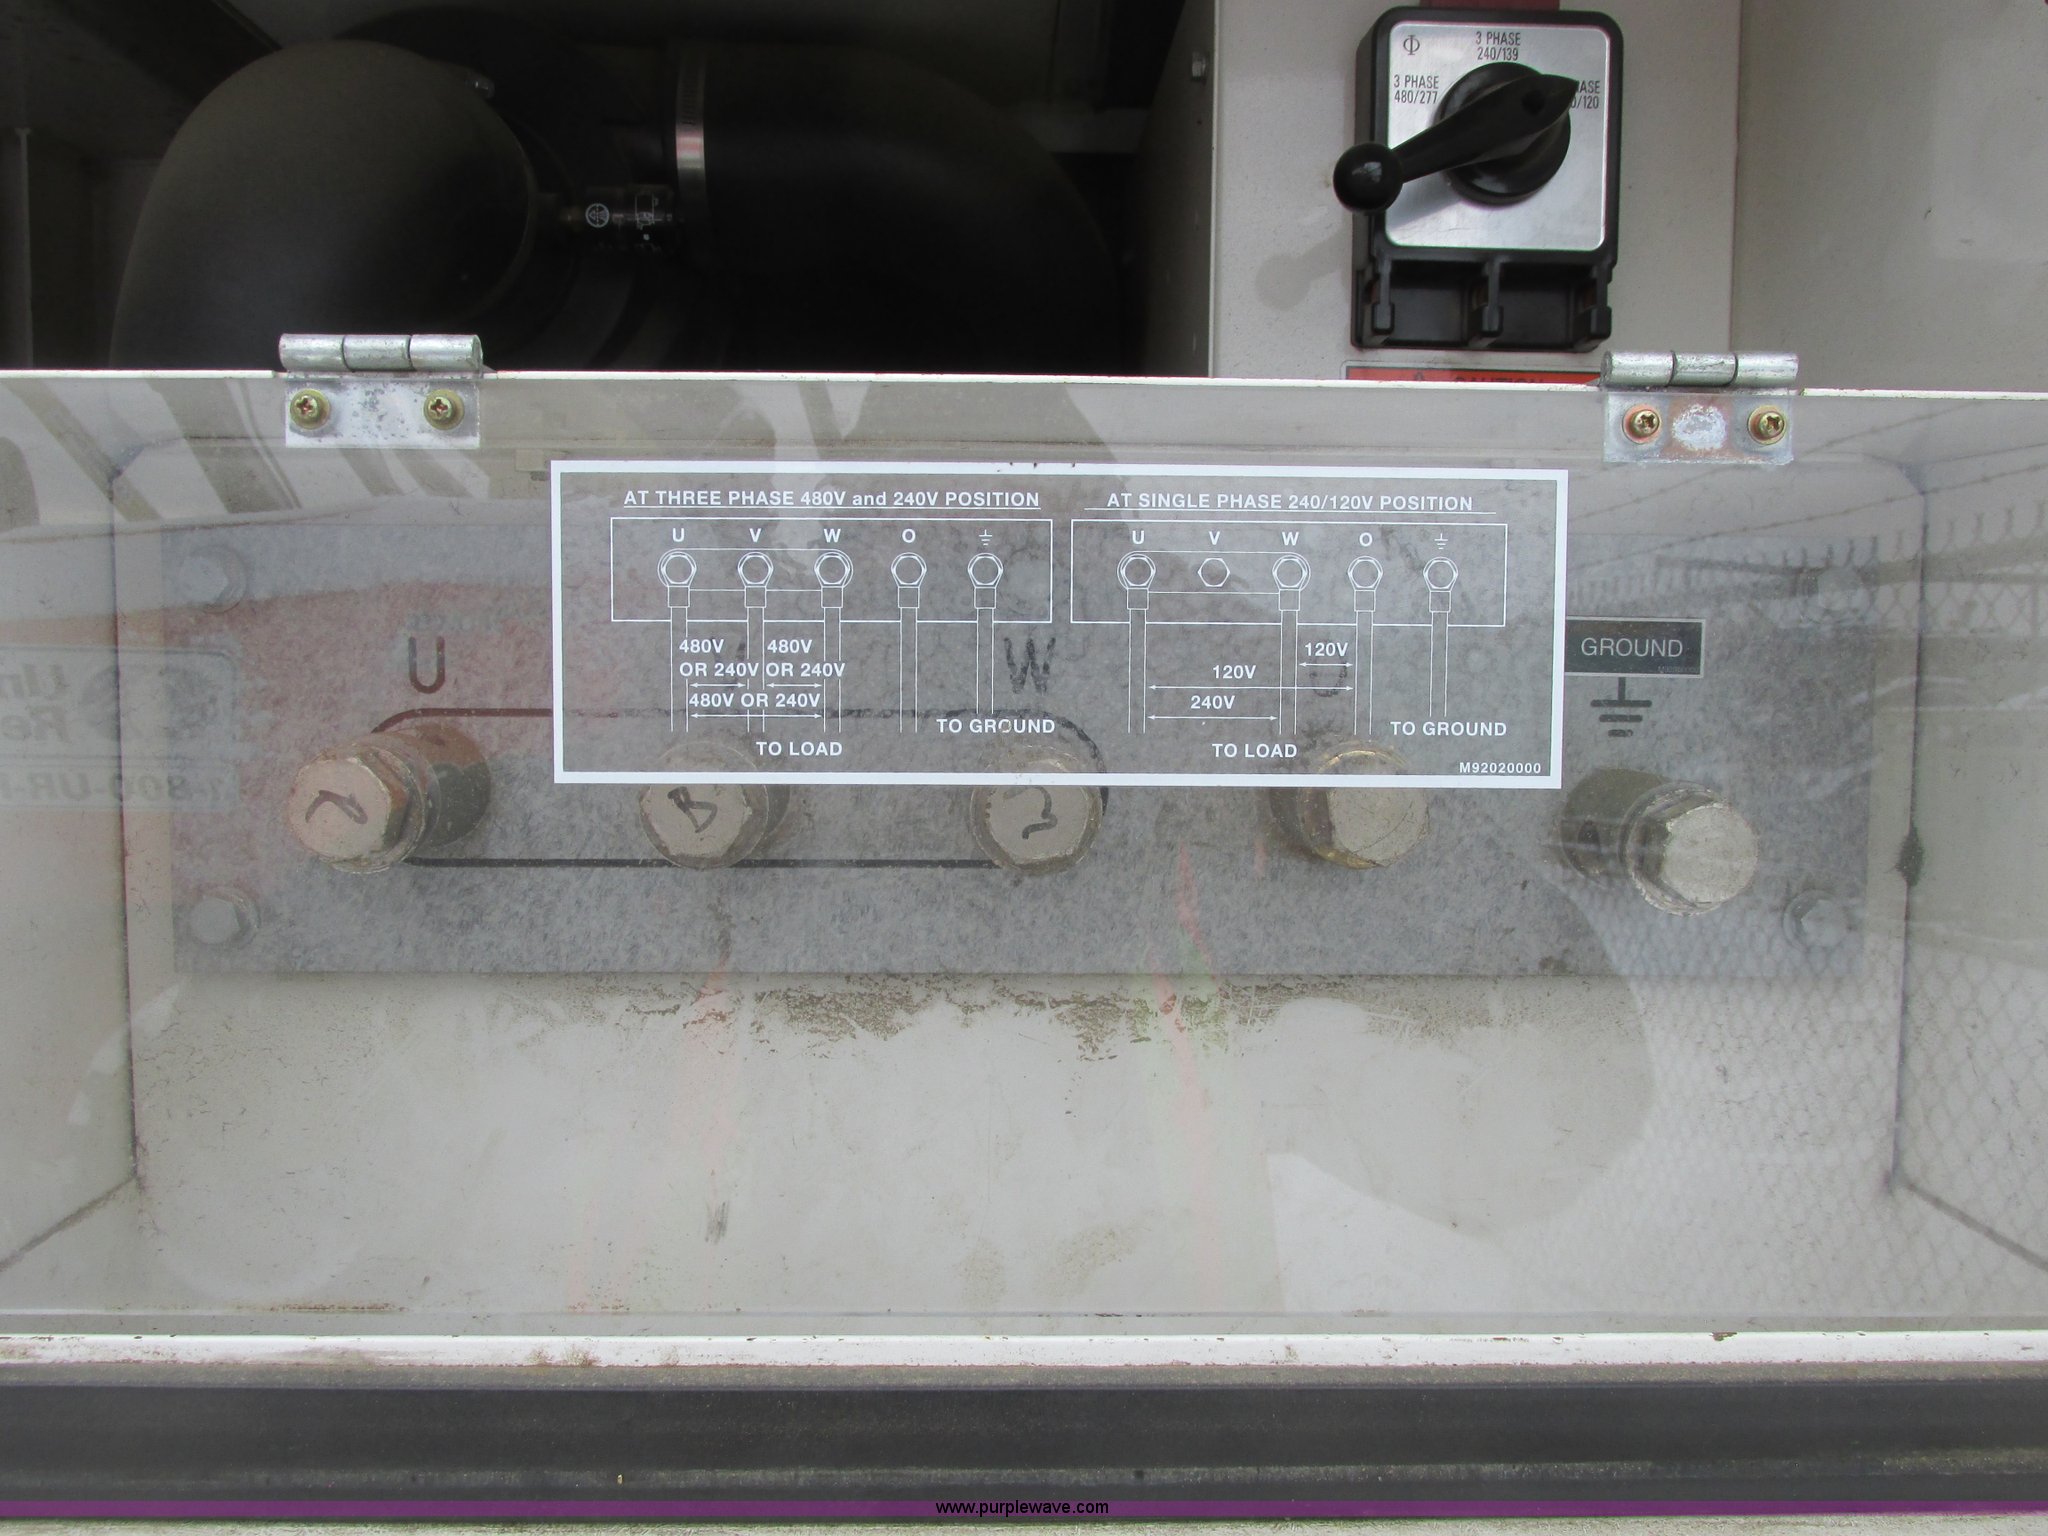 Φ
3 PHASE
240/139
3 PHASE
480/277
CAUTION
AT THREE PHASE 480V and 240V POSITION
U V W O
480V 480V
OR 240V OR 240V
480V OR 240V
TO GROUND
TO LOAD
AT SINGLE PHASE 240/120V POSITION
U V W O
120V
120V
240V
TO GROUND
TO LOAD
M92020000
U W O
GROUND
B
www.purplewave.com